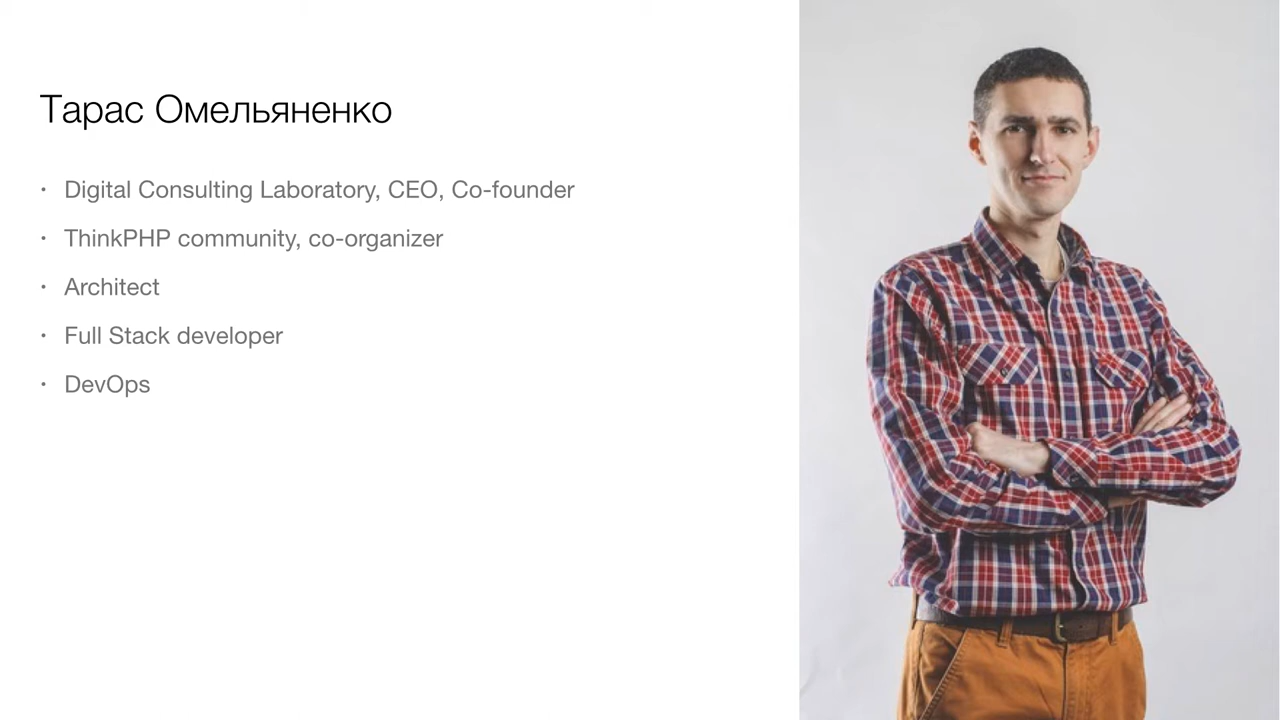 Тарас Омельяненко
• Digital Consulting Laboratory, CEO, Co-founder
• ThinkPHP community, co-organizer
• Architect
• Full Stack developer
• DevOps